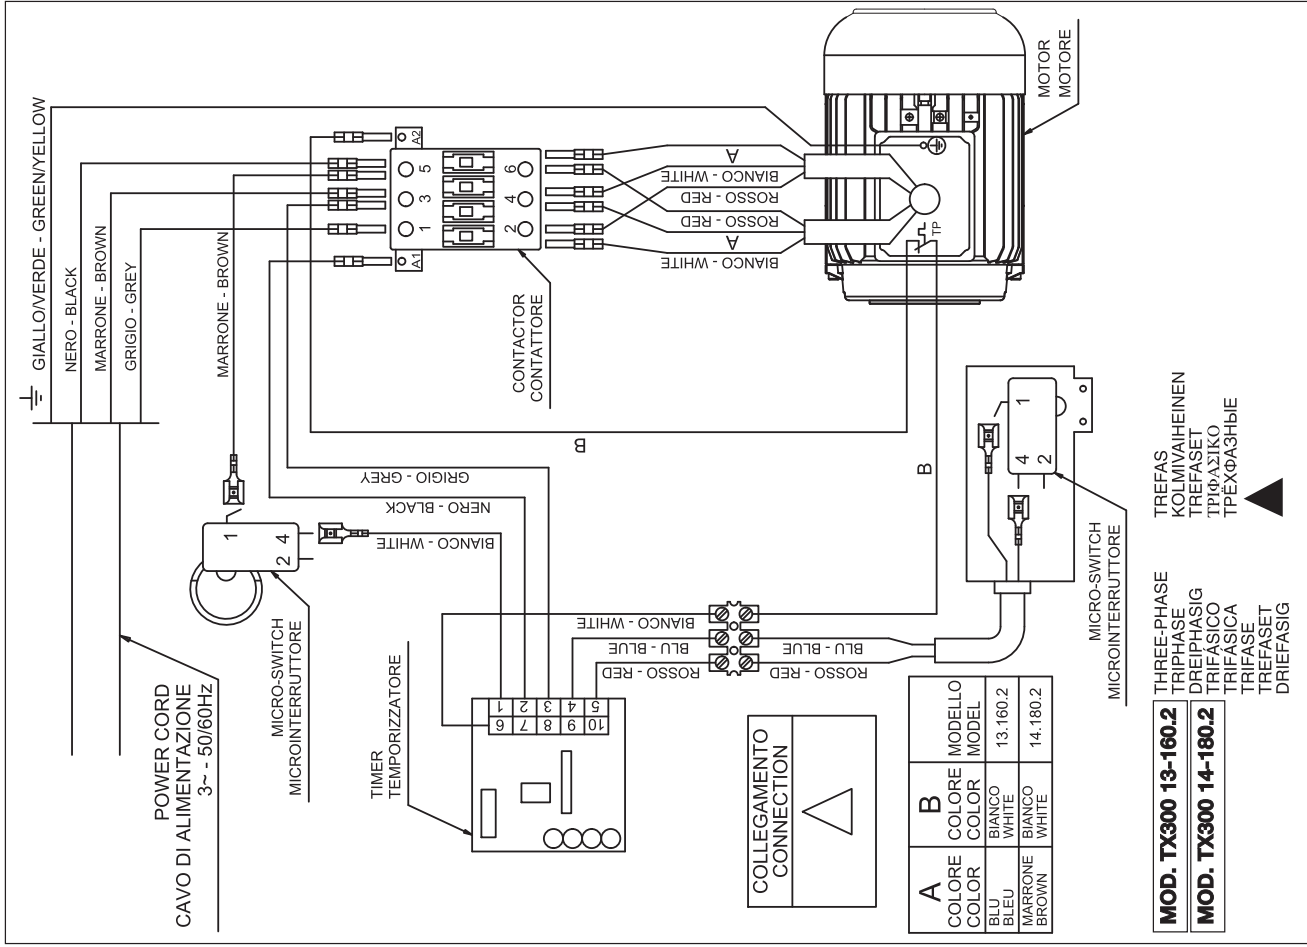 GIALLO/VERDE - GREEN/YELLOW
NERO - BLACK
MARRONE - BROWN
GRIGIO - GREY
MARRONE - BROWN
POWER CORD
CAVO DI ALIMENTAZIONE
3~ - 50/60Hz
1
2 4
MICRO-SWITCH
MICROINTERRUTTORE
BIANCO - WHITE
NERO - BLACK
GRIGIO - GREY
B
A1
A2
1 3 5
2 4 6
CONTACTOR
CONTATTORE
BIANCO - WHITE
A
ROSSO - RED
ROSSO - RED
BIANCO - WHITE
A
TP
MOTOR
MOTORE
B
TIMER
TEMPORIZZATORE
1 2 3 4 5
6 7 8 9 10
BIANCO - WHITE
BLU - BLUE
ROSSO - RED
BLU - BLUE
ROSSO - RED
1
4
2
MICRO-SWITCH
MICROINTERRUTTORE
COLLEGAMENTO
CONNECTION
A B
COLORE COLORE MODELLO
COLOR COLOR MODEL
BLU BIANCO 13.160.2
BLEU WHITE
MARRONE BIANCO 14.180.2
BROWN WHITE
MOD. TX300 13-160.2
MOD. TX300 14-180.2
THREE-PHASE
TRIPHASE
DREIPHASIG
TRIFÁSICO
TRIFÁSICA
TRIFASE
TREFASET
DRIEFASIG
TREFAS
KOLMIVAIHEINEN
TREFASET
ΤΡΙΦΑΣΙΚΟ
ТРЁХФАЗНЫЕ